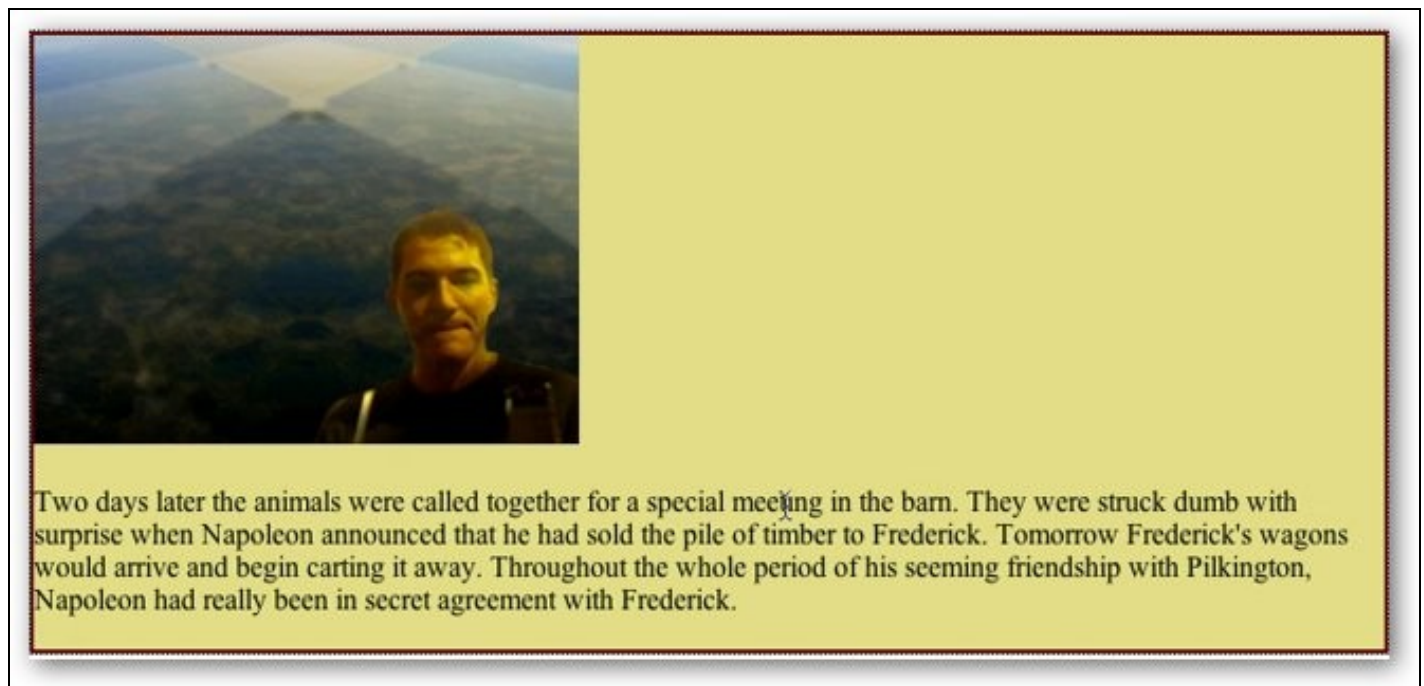 Two days later the animals were called together for a special meeting in the barn. They were struck dumb with
surprise when Napoleon announced that he had sold the pile of timber to Frederick. Tomorrow Frederick's wagons
would arrive and begin carting it away. Throughout the whole period of his seeming friendship with Pilkington,
Napoleon had really been in secret agreement with Frederick.